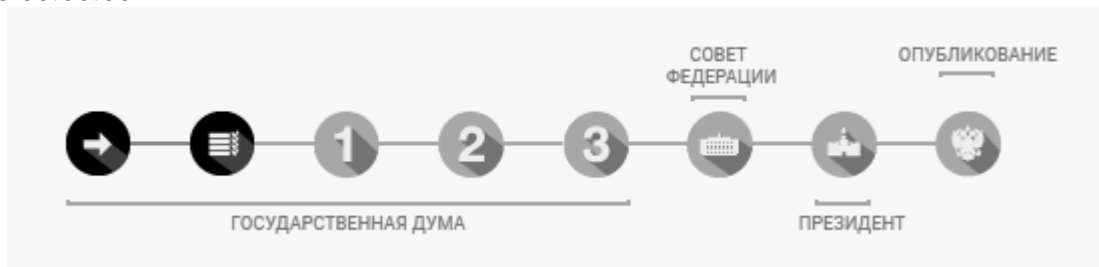 СОВЕТ
ФЕДЕРАЦИИ
ОПУБЛИКОВАНИЕ
1
2
3
ГОСУДАРСТВЕННАЯ ДУМА
ПРЕЗИДЕНТ